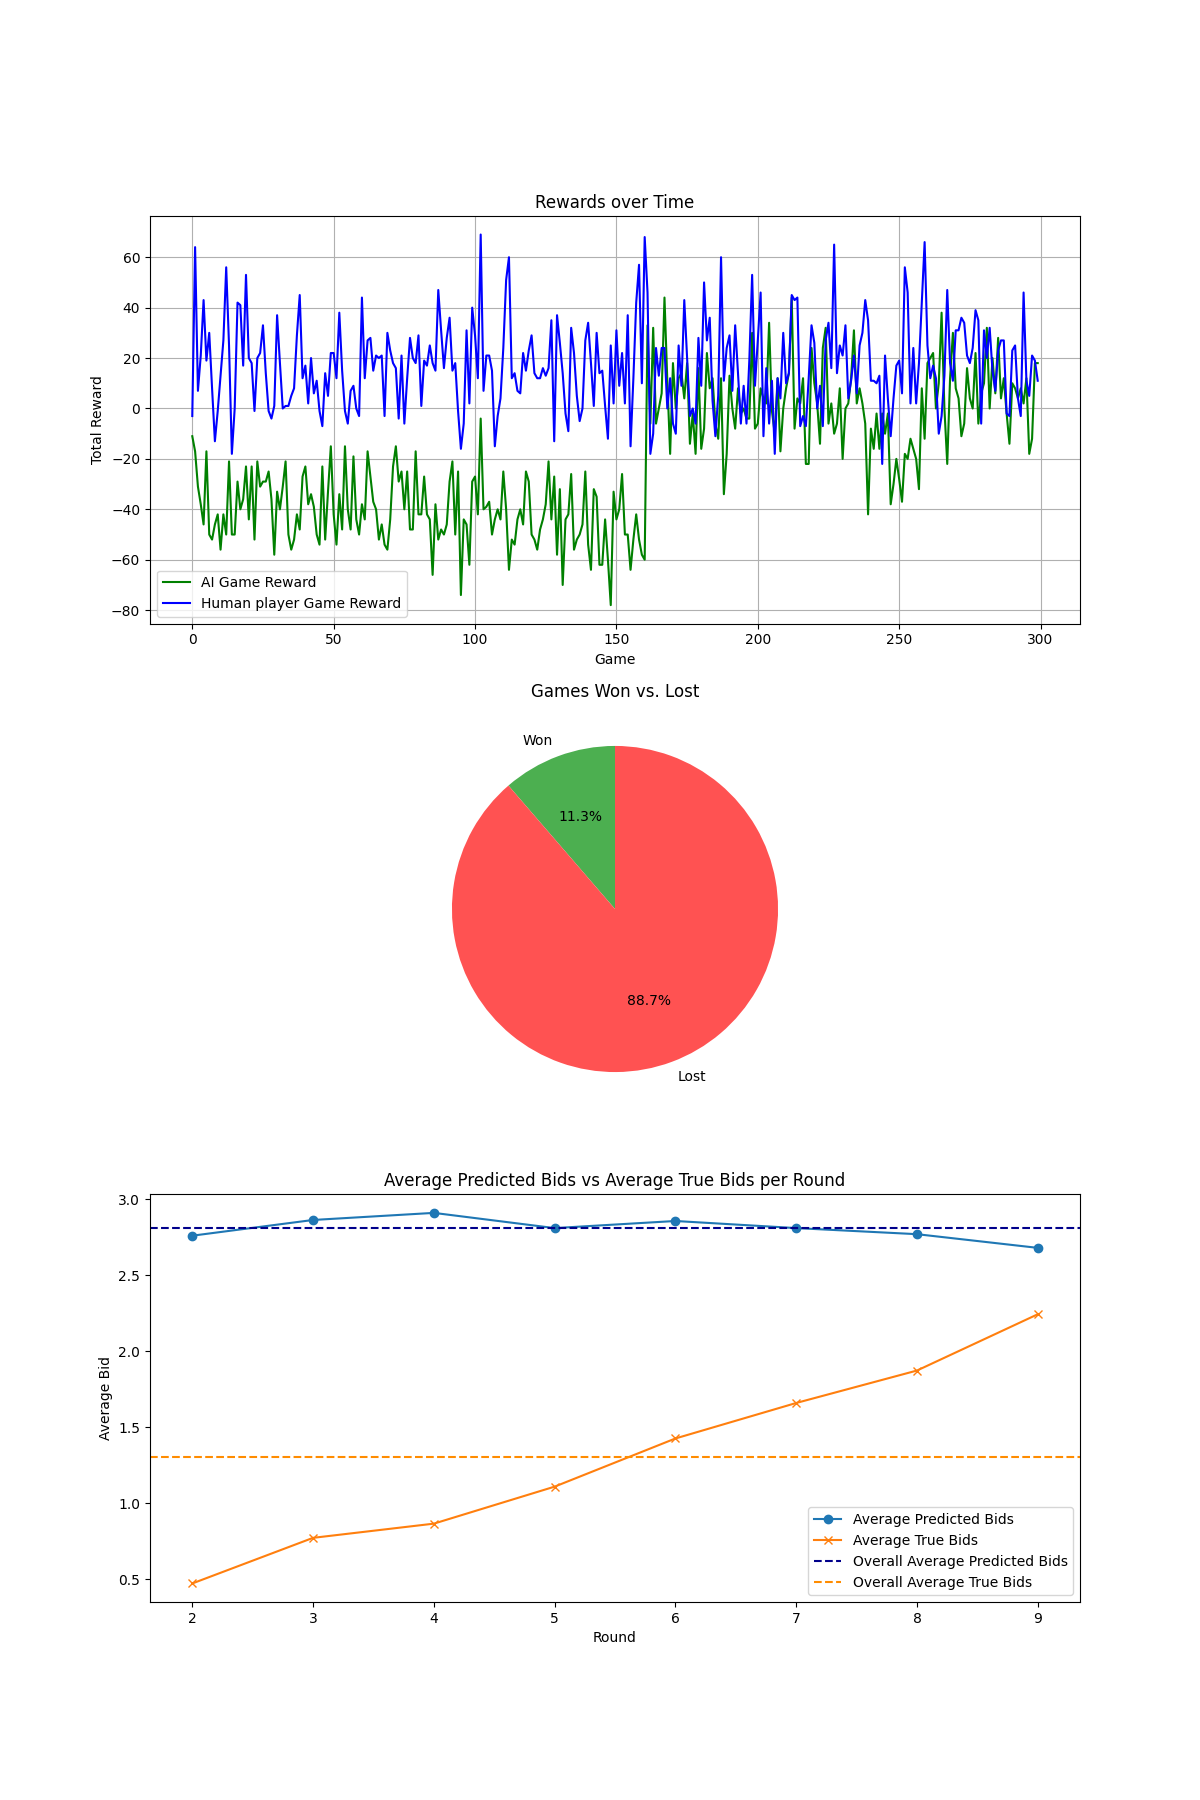 Rewards over Time
Total Reward
60
40
20
0
−20
−40
−60
−80
AI Game Reward
Human player Game Reward
0 50 100 150 200 250 300
Game
Games Won vs. Lost
Won
11.3%
88.7%
Lost
Average Predicted Bids vs Average True Bids per Round
Average Bid
3.0
2.5
2.0
1.5
1.0
0.5
Average Predicted Bids
Average True Bids
Overall Average Predicted Bids
Overall Average True Bids
2 3 4 5 6 7 8 9
Round